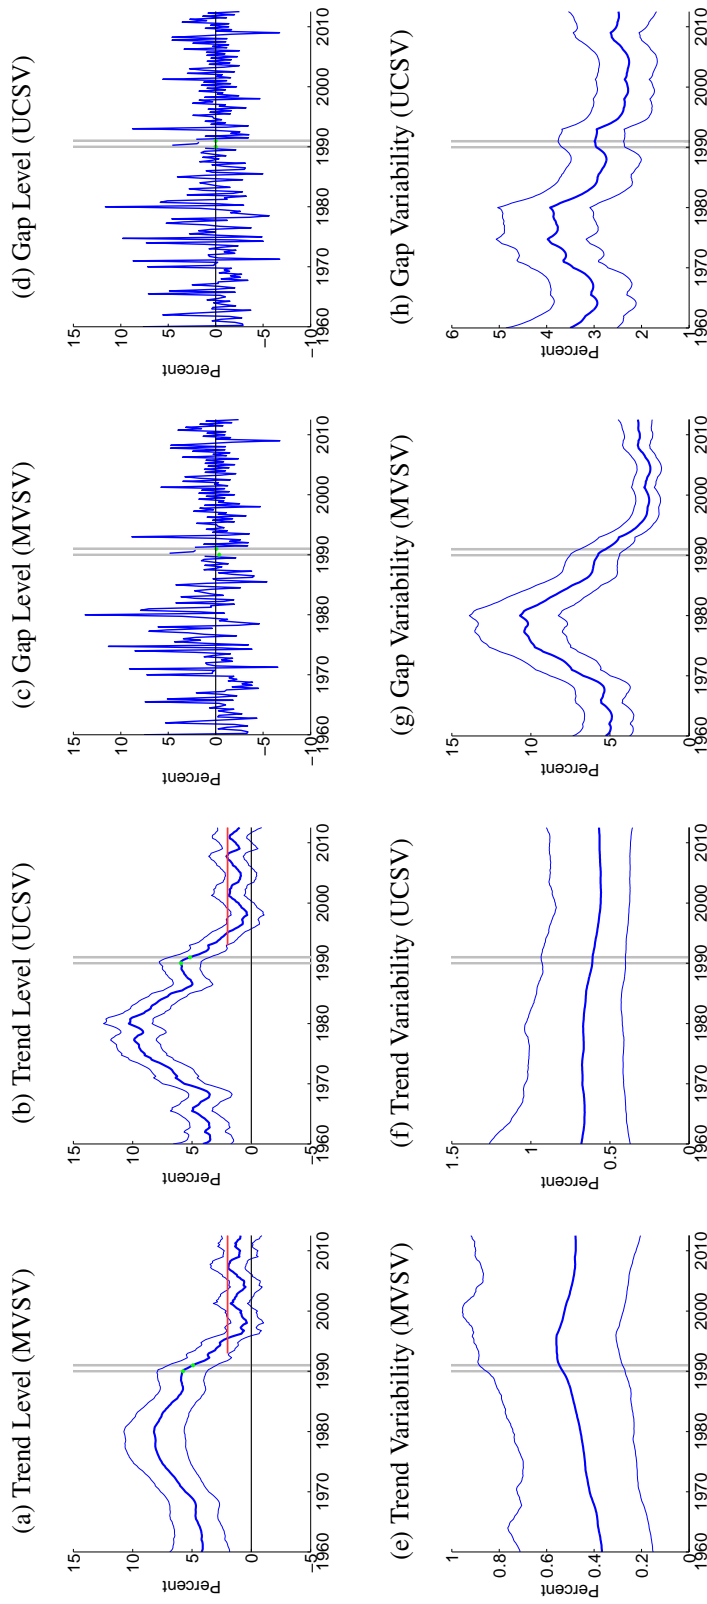 (a) Trend Level (MVSV)
15
10
5
0
-5
Percent
1960 1970 1980 1990 2000 2010
(b) Trend Level (UCSV)
15
10
5
0
-5
Percent
1960 1970 1980 1990 2000 2010
(c) Gap Level (MVSV)
15
10
5
0
-5
-10
Percent
1960 1970 1980 1990 2000 2010
(d) Gap Level (UCSV)
15
10
5
0
-5
-10
Percent
1960 1970 1980 1990 2000 2010
(e) Trend Variability (MVSV)
1
0.8
0.6
0.4
0.2
Percent
1960 1970 1980 1990 2000 2010
(f) Trend Variability (UCSV)
1.5
1
0.5
0
Percent
1960 1970 1980 1990 2000 2010
(g) Gap Variability (MVSV)
15
10
5
0
Percent
1960 1970 1980 1990 2000 2010
(h) Gap Variability (UCSV)
6
5
4
3
2
1
Percent
1960 1970 1980 1990 2000 2010